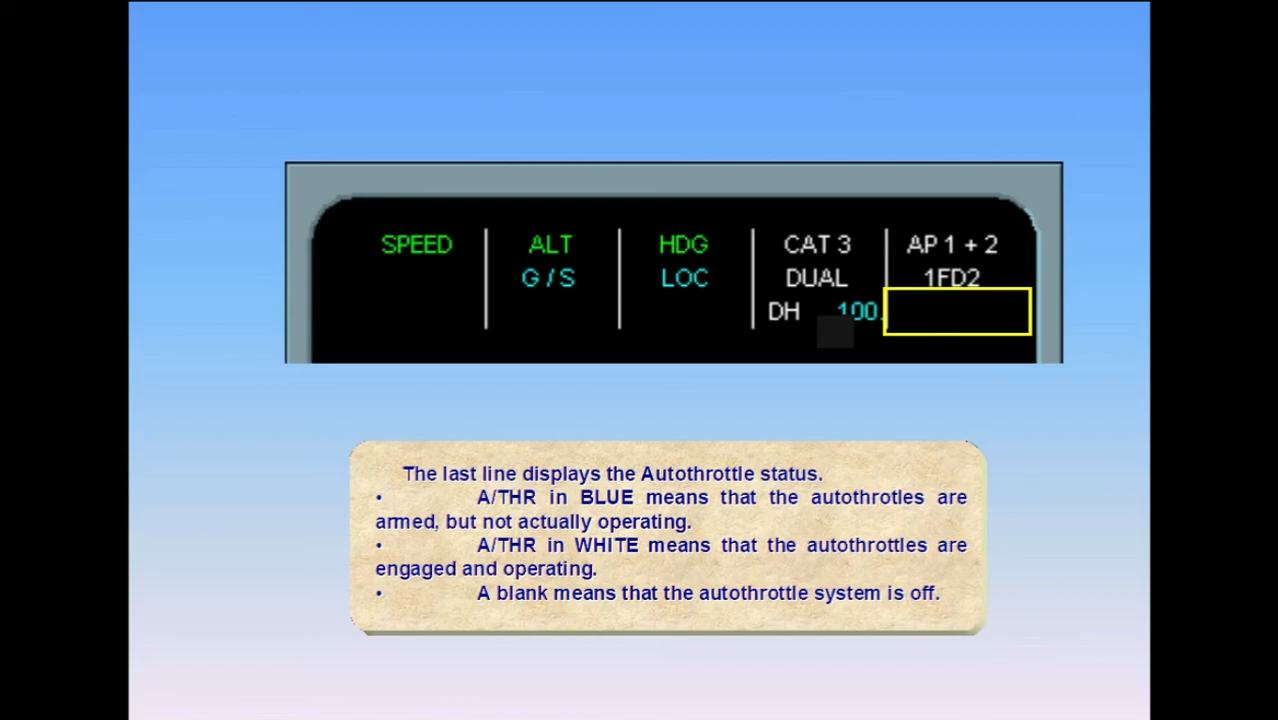 SPEED ALT HDG CAT 3 AP 1 + 2
G / S LOC DUAL 1FD2
DH 100
The last line displays the Autothrottle status.
• A/THR in BLUE means that the autothrotles are
armed, but not actually operating.
• A/THR in WHITE means that the autothrottles are
engaged and operating.
• A blank means that the autothrottle system is off.